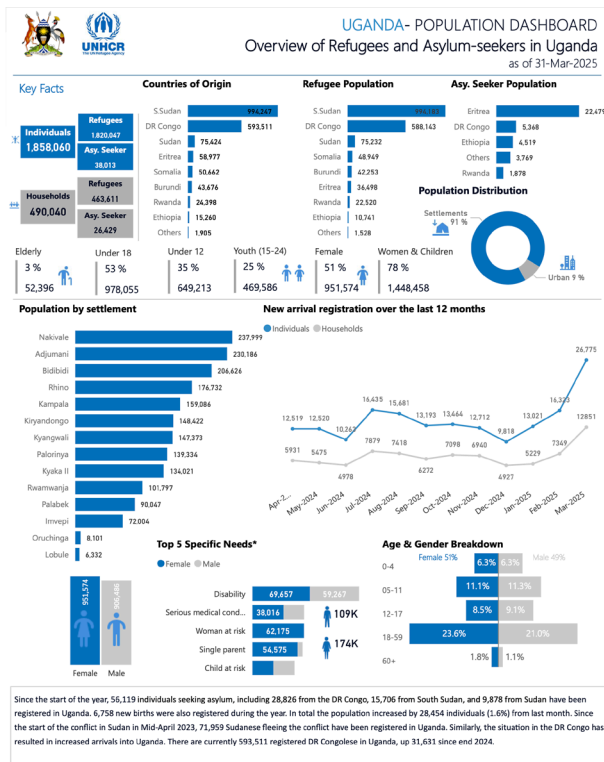 UGANDA- POPULATION DASHBOARD
Overview of Refugees and Asylum-seekers in Uganda
as of 31-Mar-2025
UNHCR
The UN Refugee Agency
Key Facts
Individuals
1,858,060
Refugees
1,820,047
Asy. Seeker
38,013
Households
490,040
Refugees
463,611
Asy. Seeker
26,429
Countries of Origin
S.Sudan 994,247
DR Congo 593,511
Sudan 75,424
Eritrea 58,977
Somalia 50,662
Burundi 43,676
Rwanda 24,398
Ethiopia 15,260
Others 1,905
Refugee Population
S.Sudan
DR Congo 588,143
Sudan 75,232
Somalia 48,949
Burundi 42,253
Eritrea 36,498
Rwanda 22,520
Ethiopia 10,741
Others 1,528
Asy. Seeker Population
Eritrea 22,479
DR Congo 5,368
Ethiopia 4,519
Others 3,769
Rwanda 1,878
Population Distribution
Settlements
91 %
Urban 9 %
Elderly
3 %
52,396
Under 18
53 %
978,055
Under 12
35 %
649,213
Youth (15-24)
25 %
469,586
Female
51 %
951,574
Women & Children
78 %
1,448,458
Population by settlement
Nakivale 237,999
Adjumani 230,186
Bidibidi 206,626
Rhino 176,732
Kampala 159,086
Kiryandongo 148,422
Kyangwali 147,373
Palorinya 139,334
Kyaka II 134,021
Rwamwanja 101,797
Palabek 90,047
Imvepi 72,004
Oruchinga 8,101
Lobule 6,332
New arrival registration over the last 12 months
Individuals Households
12,519 12,520 10,262 16,435 15,681 13,193 13,464 12,712 9,818 13,021 16,323 26,775
5931 5475 4978 7879 7418 6272 7098 6940 4927 5229 7349 12851
Apr-2... May-2024 Jun-2024 Jul-2024 Aug-2024 Sep-2024 Oct-2024 Nov-2024 Dec-2024 Jan-2025 Feb-2025 Mar-2025
951,574
906,486
Female Male
Top 5 Specific Needs*
Female Male
Disability 69,657 59,267
Serious medical cond... 38,016
Woman at risk 62,175
Single parent 54,575
Child at risk
109K
174K
Age & Gender Breakdown
Female 51% Male 49%
0-4 6.3% 6.3%
05-11 11.1% 11.3%
12-17 8.5% 9.1%
18-59 23.6% 21.0%
60+ 1.8% 1.1%
Since the start of the year, 56,119 individuals seeking asylum, including 28,826 from the DR Congo, 15,706 from South Sudan, and 9,878 from Sudan have been
registered in Uganda. 6,758 new births were also registered during the year. In total the population increased by 28,454 individuals (1.6%) from last month. Since
the start of the conflict in Sudan in Mid-April 2023, 71,959 Sudanese fleeing the conflict have been registered in Uganda. Similarly, the situation in the DR Congo has
resulted in increased arrivals into Uganda. There are currently 593,511 registered DR Congolese in Uganda, up 31,631 since end 2024.